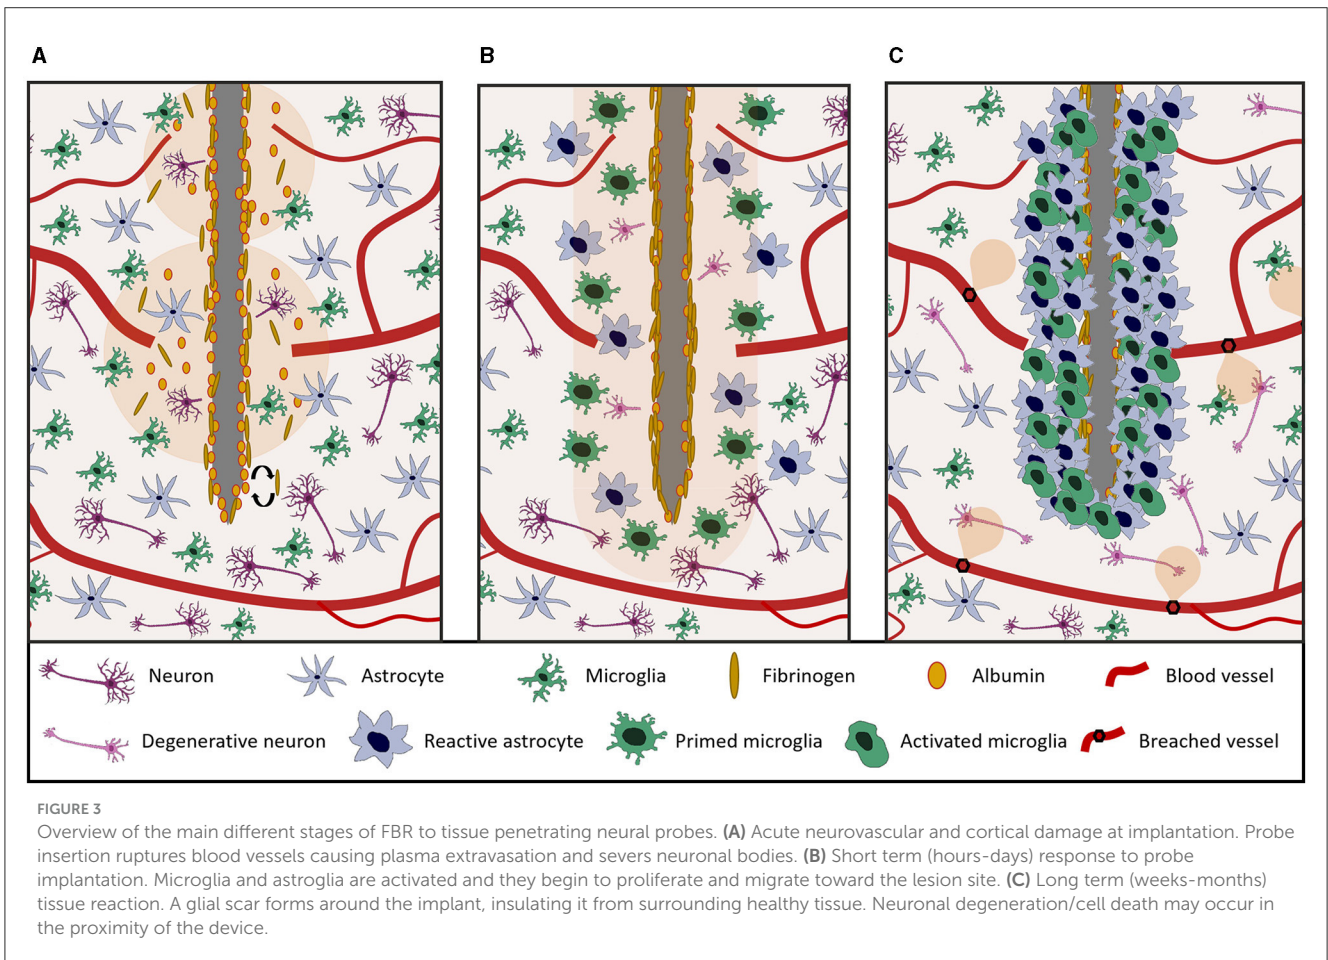 A
B
C
Neuron
Astrocyte
Microglia
Fibrinogen
Albumin
Blood vessel
Degenerative neuron
Reactive astrocyte
Primed microglia
Activated microglia
Breached vessel
FIGURE 3
Overview of the main different stages of FBR to tissue penetrating neural probes. (A) Acute neurovascular and cortical damage at implantation. Probe
insertion ruptures blood vessels causing plasma extravasation and severs neuronal bodies. (B) Short term (hours-days) response to probe
implantation. Microglia and astroglia are activated and they begin to proliferate and migrate toward the lesion site. (C) Long term (weeks-months)
tissue reaction. A glial scar forms around the implant, insulating it from surrounding healthy tissue. Neuronal degeneration/cell death may occur in
the proximity of the device.